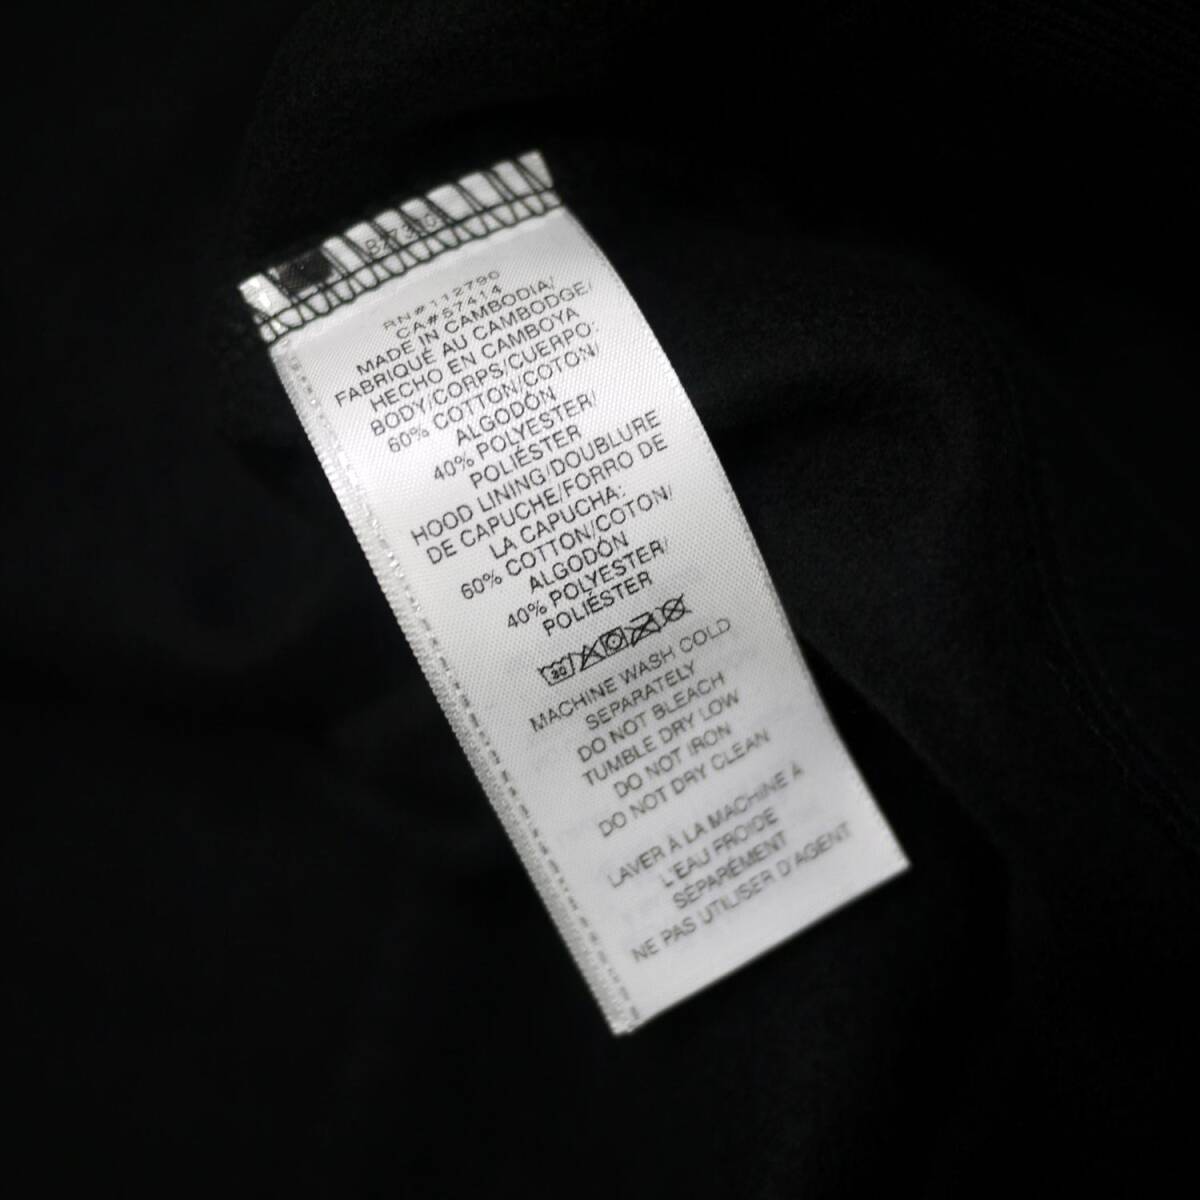 RN#112790
CA#57414
MADE IN CAMBODIA/
FABRIQUÉ AU CAMBODGE/
HECHO EN CAMBOYA
BODY/CORPS/CUERPO:
60% COTTON/COTON/
ALGODÓN
40% POLYESTER/
POLIÉSTER
HOOD LINING/DOUBLURE
DE CAPUCHE/FORRO DE
LA CAPUCHA:
60% COTTON/COTON/
ALGODÓN
40% POLYESTER/
POLIÉSTER
30
MACHINE WASH COLD
SEPARATELY
DO NOT BLEACH
TUMBLE DRY LOW
DO NOT IRON
DO NOT DRY CLEAN
LAVER À LA MACHINE À
L'EAU FROIDE
SÉPARÉMENT
NE PAS UTILISER D'AGENT